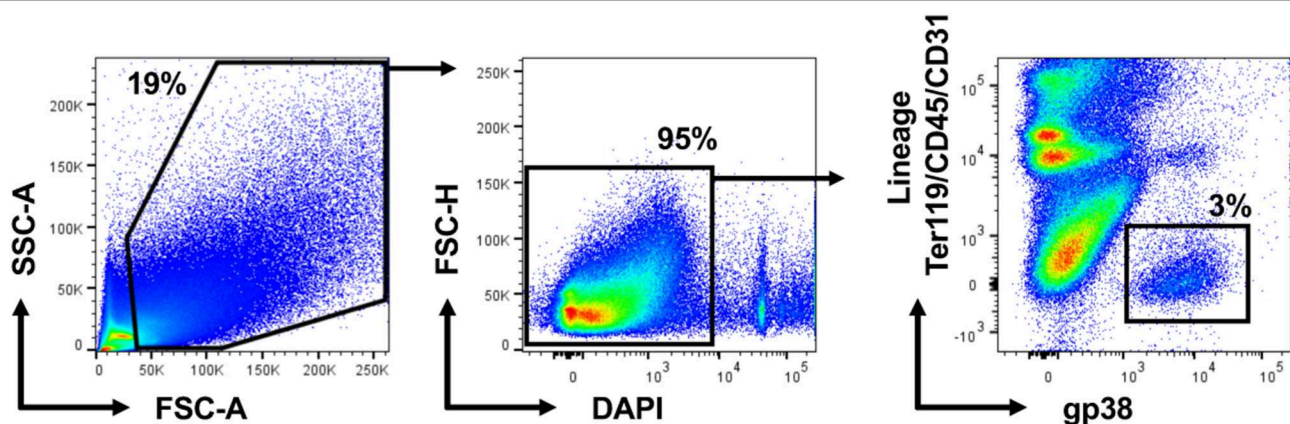 19%
200K
150K
100K
50K
0
SSC-A
0 50K 100K 150K 200K 250K
FSC-A
95%
250K
200K
150K
100K
50K
0
FSC-H
0 10³ 10⁴ 10⁵
DAPI
Lineage
Ter119/CD45/CD31
3%
10⁵
10⁴
10³
0
-10³
0 10³ 10⁴ 10⁵
gp38